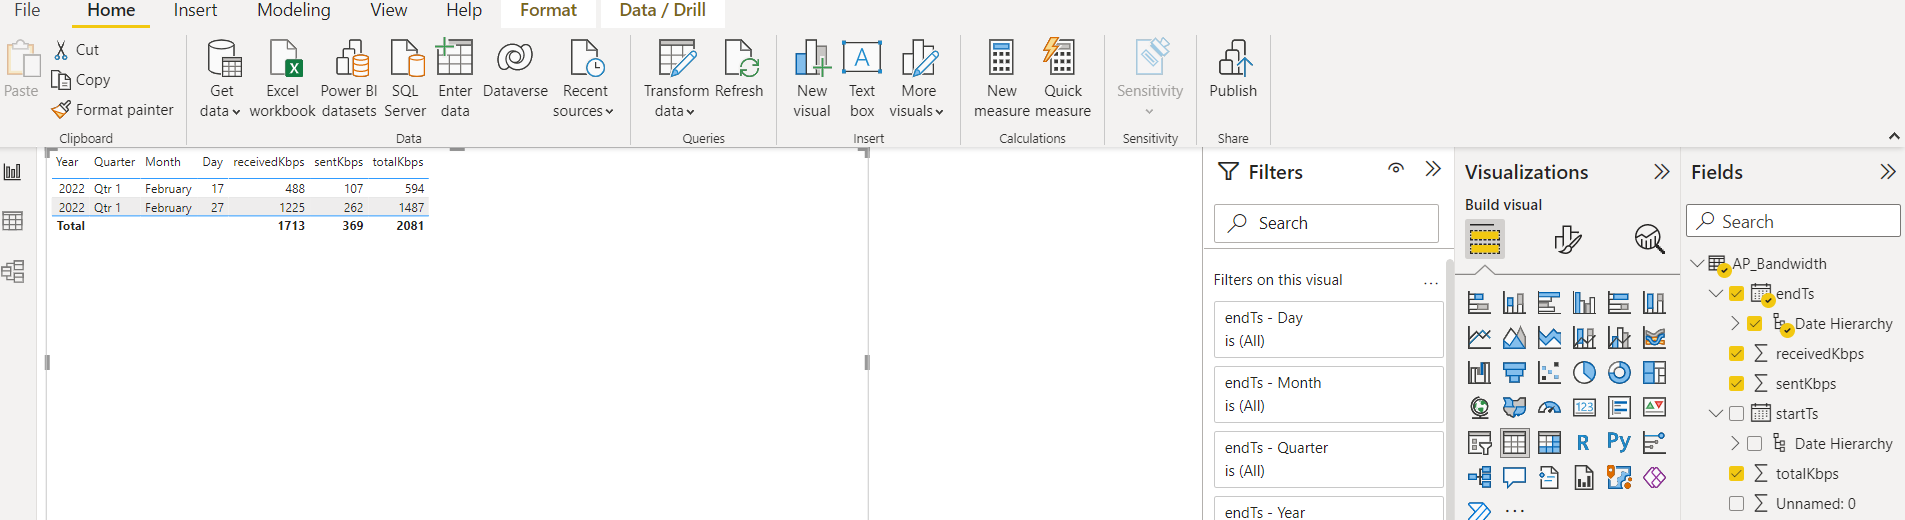 File Home Insert Modeling View Help Format Data / Drill
Paste
Cut
Copy
Format painter
Clipboard
Get data
Excel workbook
Power BI datasets
SQL Server
Enter data
Dataverse
Recent sources
Data
Transform data
Refresh
Queries
New visual
Text box
A
More visuals
Insert
New measure
Quick measure
Calculations
Sensitivity
Sensitivity
Publish
Share
Year Quarter Month Day receivedKbps sentKbps totalKbps
2022 Qtr 1 February 17 488 107 594
2022 Qtr 1 February 27 1225 262 1487
Total 1713 369 2081
Filters
Search
Filters on this visual ...
endTs - Day
is (All)
endTs - Month
is (All)
endTs - Quarter
is (All)
endTs - Year
Visualizations
Build visual
123
R
Py
...
Fields
Search
AP_Bandwidth
endTs
Date Hierarchy
receivedKbps
sentKbps
startTs
Date Hierarchy
totalKbps
Unnamed: 0